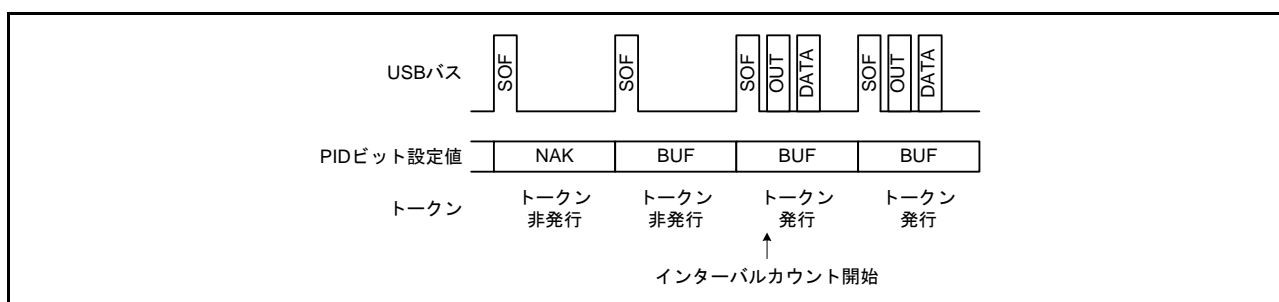 USBバス
SOF
SOF
SOF
OUT
DATA
SOF
OUT
DATA
PIDビット設定値
NAK
BUF
BUF
BUF
トークン
トークン
非発行
トークン
非発行
トークン
発行
トークン
発行
インターバルカウント開始